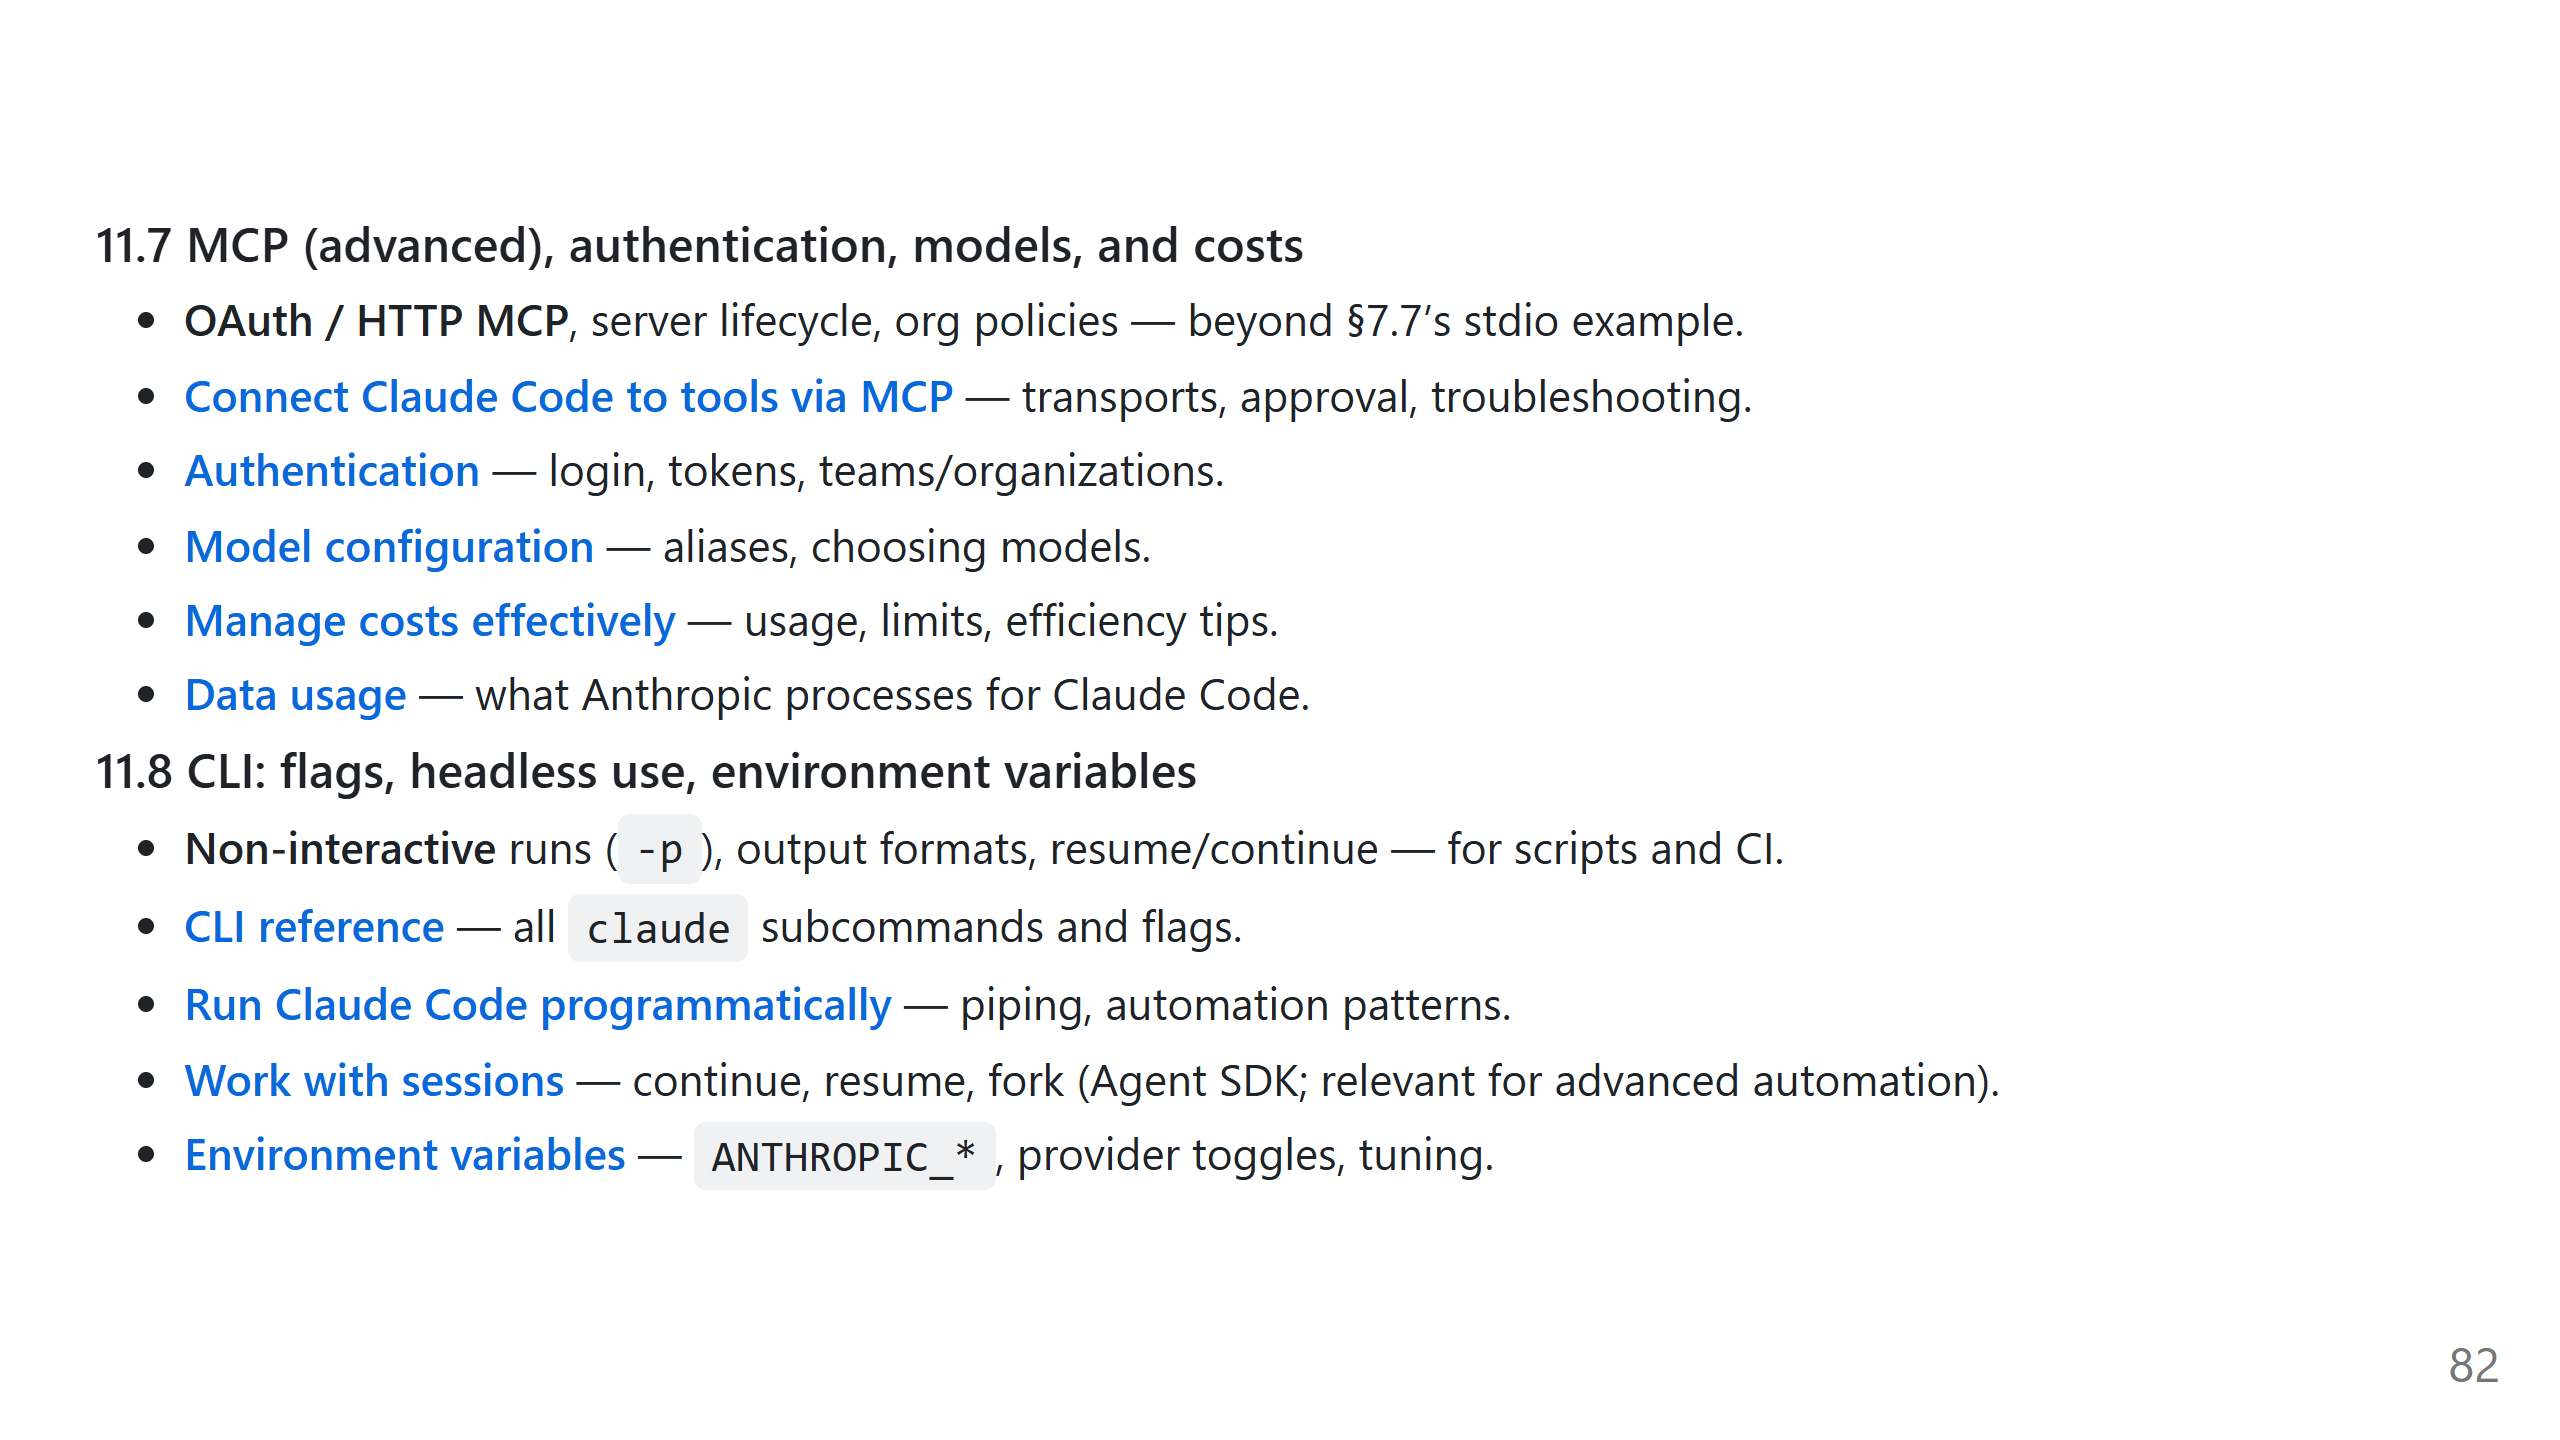 11.7 MCP (advanced), authentication, models, and costs
• OAuth / HTTP MCP, server lifecycle, org policies — beyond §7.7’s stdio example.
• Connect Claude Code to tools via MCP — transports, approval, troubleshooting.
• Authentication — login, tokens, teams/organizations.
• Model configuration — aliases, choosing models.
• Manage costs effectively — usage, limits, efficiency tips.
• Data usage — what Anthropic processes for Claude Code.
11.8 CLI: flags, headless use, environment variables
• Non-interactive runs ( -p ), output formats, resume/continue — for scripts and CI.
• CLI reference — all claude subcommands and flags.
• Run Claude Code programmatically — piping, automation patterns.
• Work with sessions — continue, resume, fork (Agent SDK; relevant for advanced automation).
• Environment variables — ANTHROPIC_* , provider toggles, tuning.
82